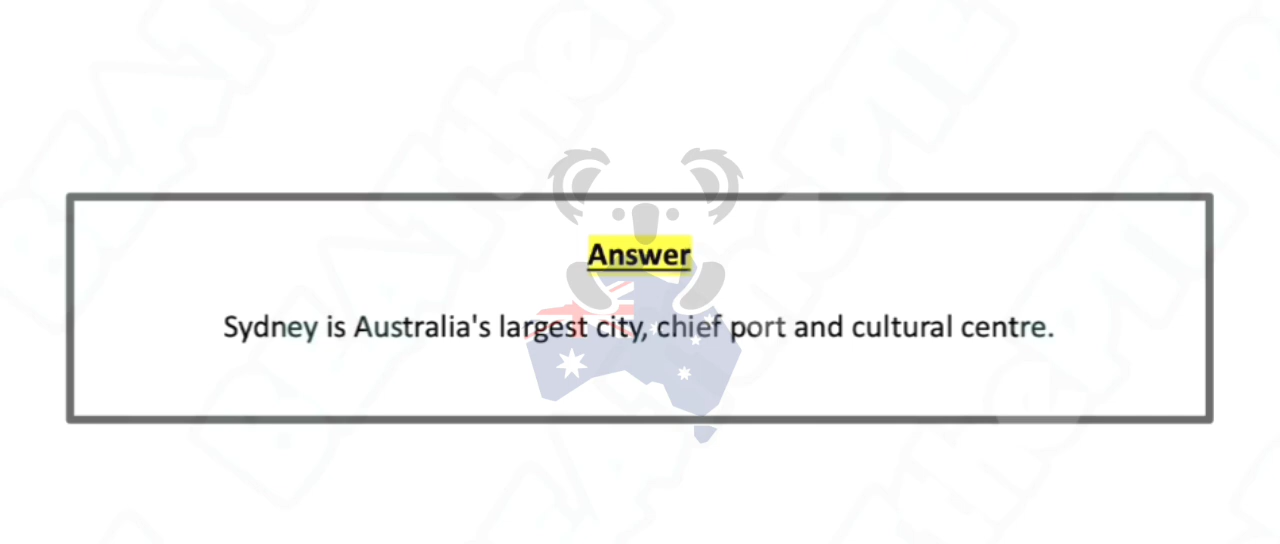 Answer
Sydney is Australia's largest city, chief port and cultural centre.